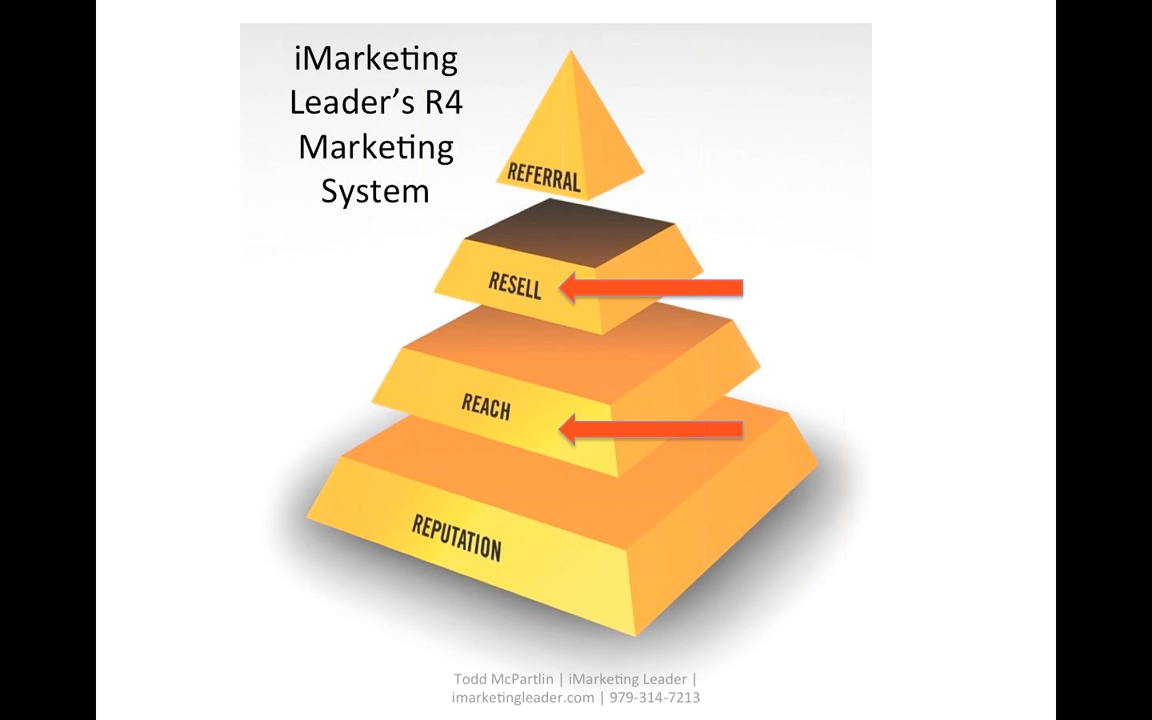 iMarketing
Leader’s R4
Marketing
System
REFERRAL
RESELL
REACH
REPUTATION
Todd McPartlin | iMarketing Leader |
imarketingleader.com | 979-314-7213